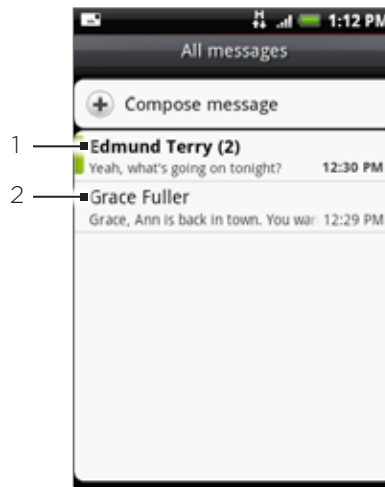 H 1:12 PM
All messages
Compose message
1 Edmund Terry (2)
Yeah, what's going on tonight? 12:30 PM
2 Grace Fuller
Grace, Ann is back in town. You 12:29 PM